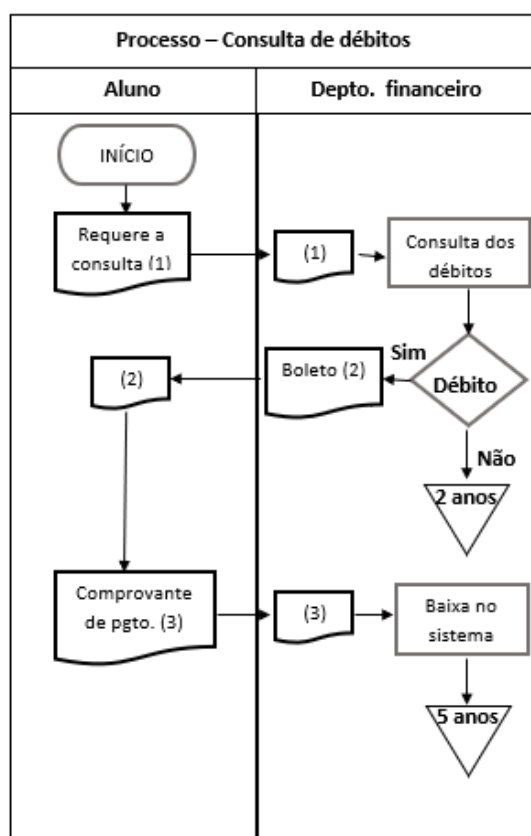 Processo – Consulta de débitos
Aluno
Depto. financeiro
INÍCIO
Requere a
consulta (1)
(1)
Consulta dos
débitos
Débito
Sim
Boleto (2)
(2)
Não
2 anos
Comprovante
de pgto. (3)
(3)
Baixa no
sistema
5 anos